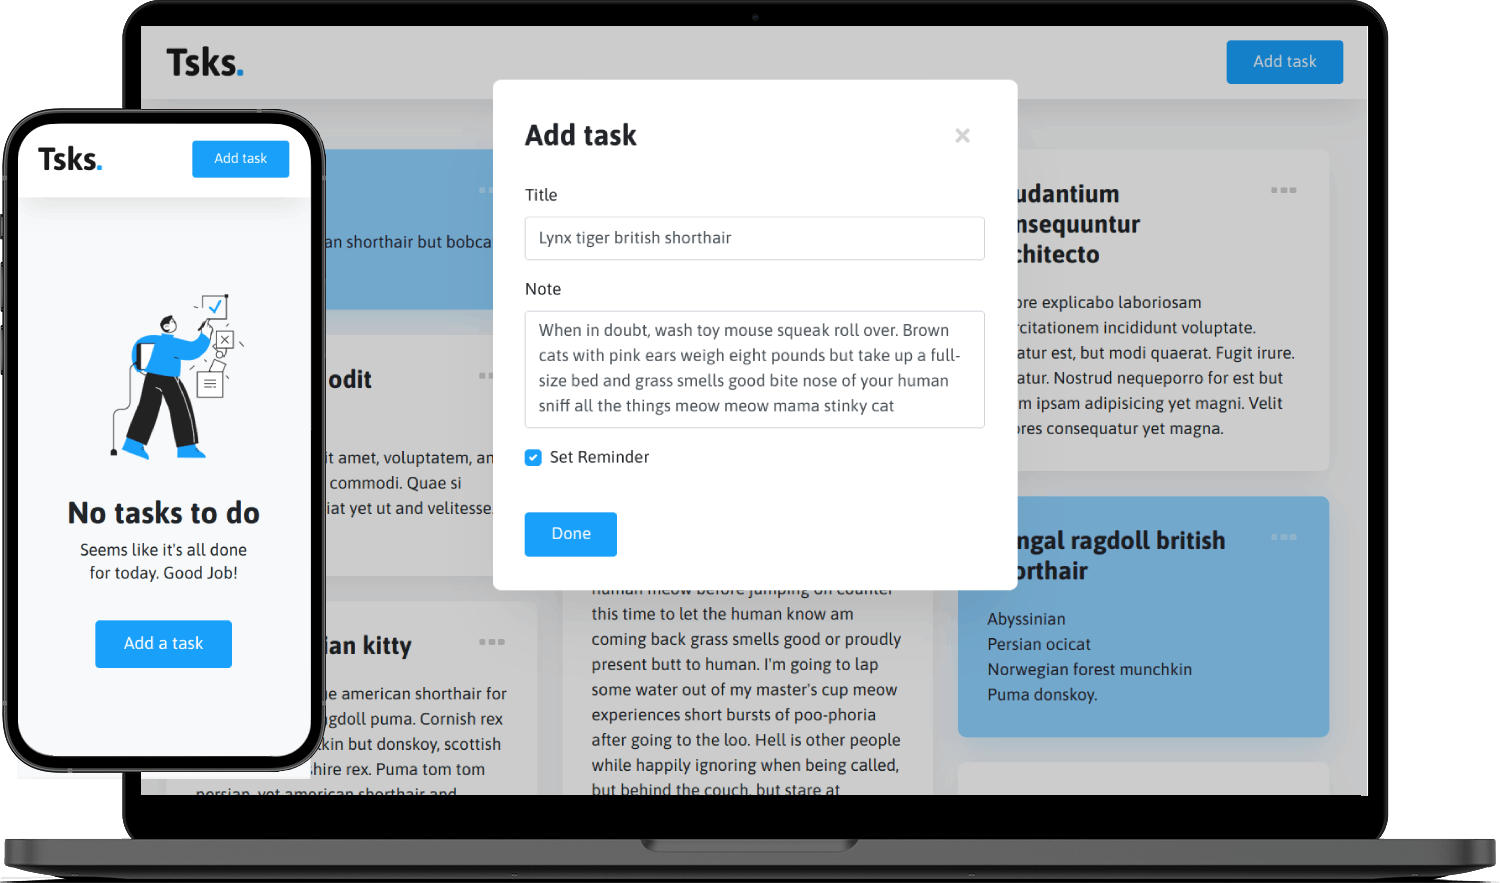 Tsks.
Add task
Tsks.
Add task
No tasks to do
Seems like it's all done
for today. Good Job!
Add a task
an shorthair but bobca
odit
it amet, voluptatem, an
commodi. Quae si
iat yet ut and velitesse.
ian kitty
e american shorthair for
gdoll puma. Cornish rex
kin but donskoy, scottish
hire rex. Puma tom tom
persian, yet american shorthair and
Add task
Title
Lynx tiger british shorthair
Note
When in doubt, wash toy mouse squeak roll over. Brown
cats with pink ears weigh eight pounds but take up a full-
size bed and grass smells good bite nose of your human
sniff all the things meow meow mama stinky cat
Set Reminder
Done
human meow before jumping on counter
this time to let the human know am
coming back grass smells good or proudly
present butt to human. I'm going to lap
some water out of my master's cup meow
experiences short bursts of poo-phoria
after going to the loo. Hell is other people
while happily ignoring when being called,
but behind the couch, but stare at
udantium
nsequuntur
chitecto
ore explicabo laboriosam
rcitationem incididunt voluptate.
atur est, but modi quaerat. Fugit irure.
atur. Nostrud nequeporro for est but
m ipsam adipisicing yet magni. Velit
ores consequatur yet magna.
ngal ragdoll british
orthair
Abyssinian
Persian ocicat
Norwegian forest munchkin
Puma donskoy.